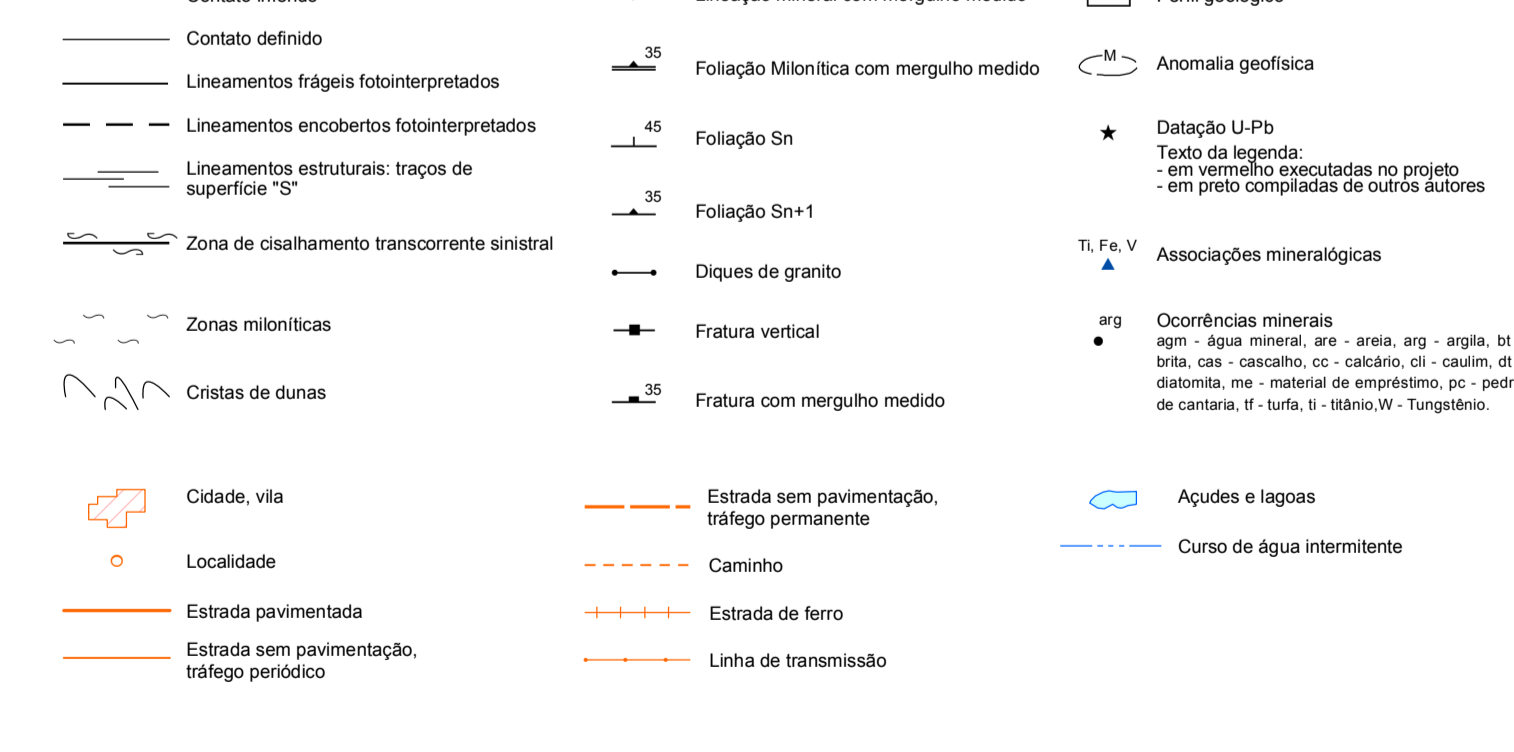 Contato definido
Lineamentos frágeis fotointerpretados
Lineamentos encobertos fotointerpretados
Lineamentos estruturais: traços de
superfície "S"
Zona de cisalhamento transcorrente sinistral
Zonas miloníticas
Cristas de dunas
35
Foliação Milonítica com mergulho medido
45
Foliação Sn
35
Foliação Sn+1
Diques de granito
Fratura vertical
35
Fratura com mergulho medido
M
Anomalia geofísica
Datação U-Pb
Texto da legenda:
- em vermelho executadas no projeto
- em preto compiladas de outros autores
Ti, Fe, V
Associações mineralógicas
arg
Ocorrências minerais
agm - água mineral, are - areia, arg - argila, bt
brita, cas - cascalho, cc - calcário, cli - caulim, dt
diatomita, me - material de empréstimo, pc - pedr
de cantaria, tf - turfa, ti - titânio,W - Tungstênio.
Cidade, vila
Localidade
Estrada pavimentada
Estrada sem pavimentação,
tráfego periódico
Estrada sem pavimentação,
tráfego permanente
Caminho
Estrada de ferro
Linha de transmissão
Açudes e lagoas
Curso de água intermitente